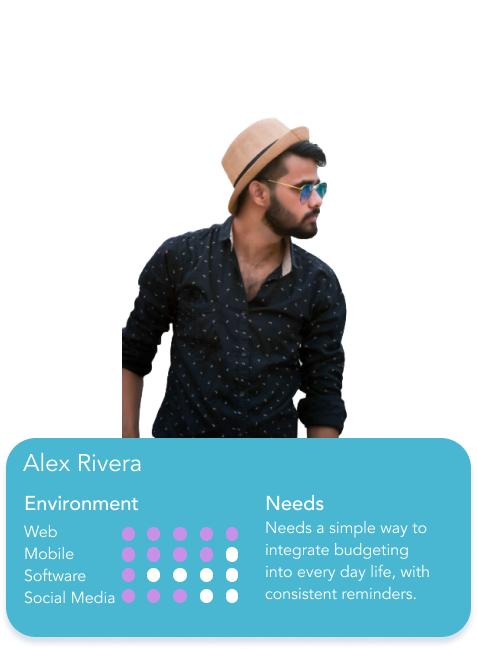 Alex Rivera
Environment
Web
Mobile
Software
Social Media
Needs
Needs a simple way to
integrate budgeting
into every day life, with
consistent reminders.